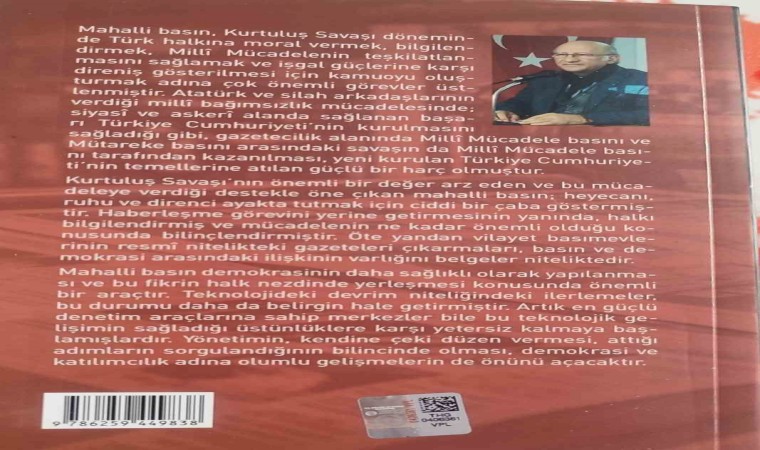 Mahalli basın, Kurtuluş Savaşı dönemin-
de Türk halkına moral vermek, bilgilen-
dirmek, Millî Mücadelenin teşkilatlan-
masını sağlamak ve işgal güçlerine karşı
direniş gösterilmesi için kamuoyu oluş-
turmak adına çok önemli görevler üst-
lenmiştir. Atatürk ve silah arkadaşlarının
verdiği millî bağımsızlık mücadelesinde;
siyasî ve askerî alanda sağlanan başa-
rı Türkiye Cumhuriyeti'nin kurulmasını
sağladığı gibi, gazetecilik alanında Millî Mücadele basını ve
Mütareke basını arasındaki savaşın da Millî Mücadele bası-
nı tarafından kazanılması, yeni kurulan Türkiye Cumhuriye-
ti'nin temellerine atılan güçlü bir harç olmuştur.
Kurtuluş Savaşı'nın önemli bir değer arz eden ve bu müca-
deleye verdiği destekle öne çıkan mahalli basın; heyecanı,
ruhu ve direnci ayakta tutmak için ciddi bir çaba göstermiş-
tir. Haberleşme görevini yerine getirmesinin yanında, halkı
bilgilendirmiş ve mücadelenin ne kadar önemli olduğu ko-
nusunda bilinçlendirmiştir. Öte yandan vilayet basımevle-
rinin resmî nitelikteki gazeteleri çıkarmaları, basın ve de-
mokrasi arasındaki ilişkinin varlığını belgeler niteliktedir.
Mahalli basın demokrasinin daha sağlıklı olarak yapılanma-
sı ve bu fikrin halk nezdinde yerleşmesi konusunda önemli
bir araçtır. Teknolojideki devrim niteliğindeki ilerlemeler,
bu durumu daha da belirgin hale getirmiştir. Artık en güçlü
denetim araçlarına sahip merkezler bile bu teknolojik ge-
lişimin sağladığı üstünlüklere karşı yetersiz kalmaya baş-
lamışlardır. Yönetimin, kendine çeki düzen vermesi, attığı
adımların sorgulandığının bilincinde olması, demokrasi ve
katılımcılık adına olumlu gelişmelerin de önünü açacaktır.
9 786259 449838
THG
0406361
VPL